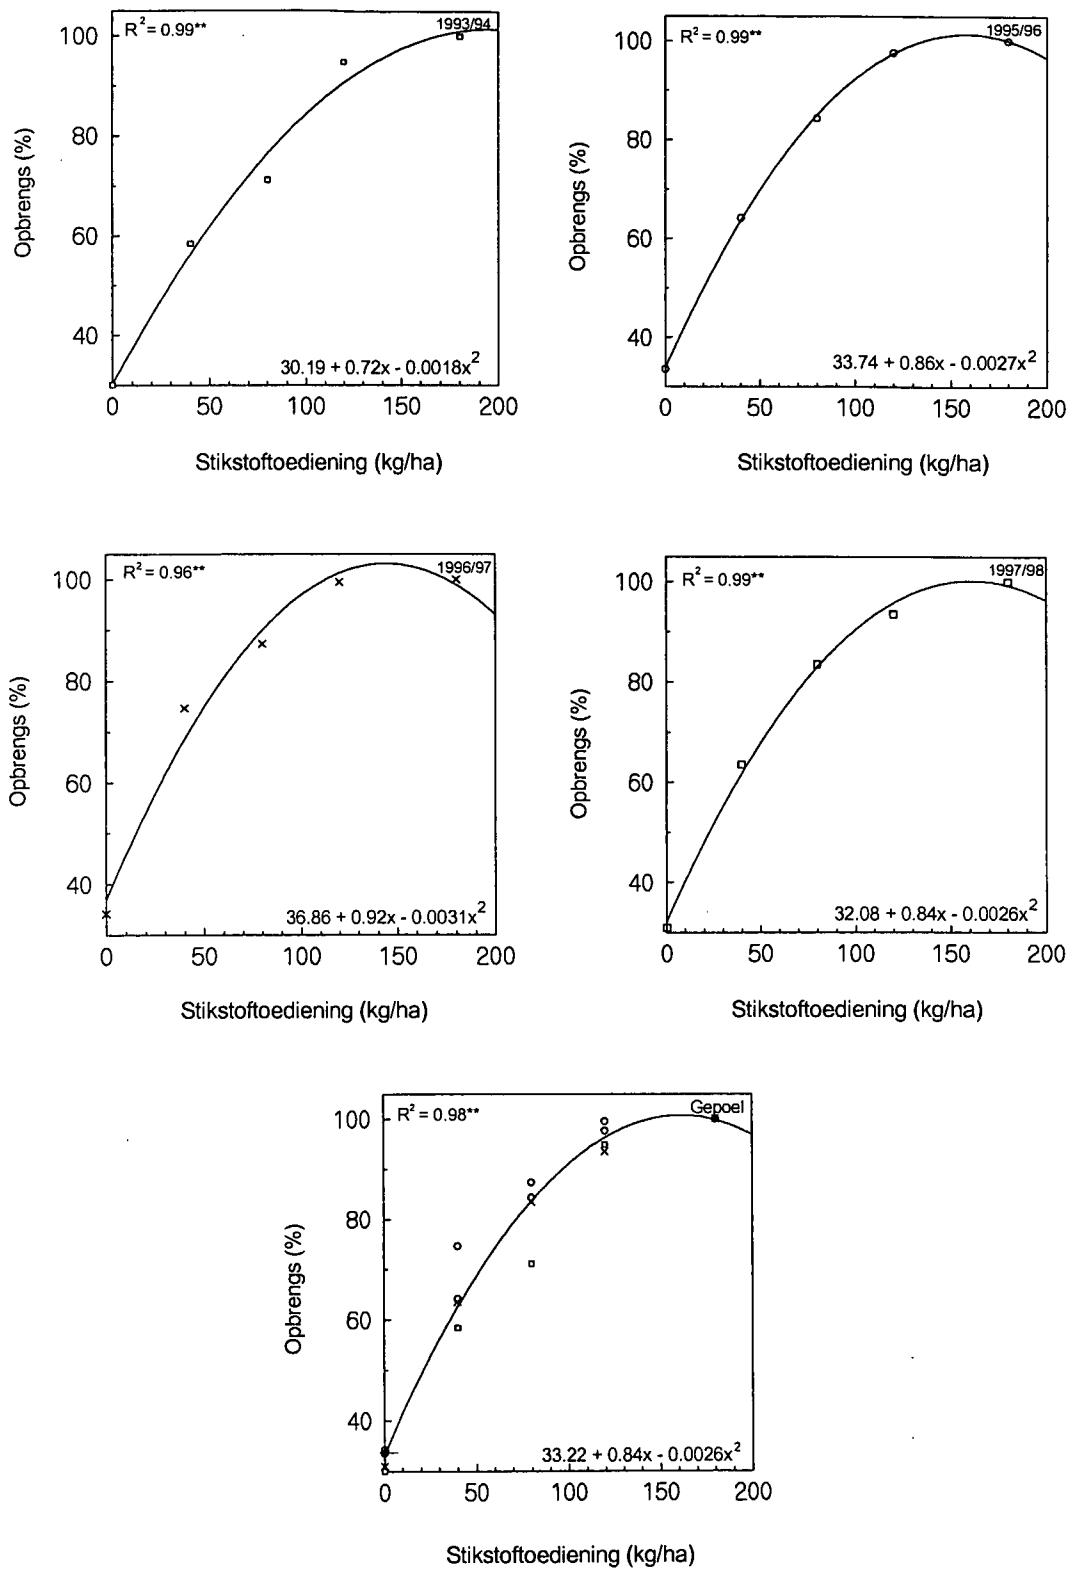 R² = 0.99**
1993/94
100
80
60
40
Opbrengs (%)
30.19 + 0.72x - 0.0018x²
0 50 100 150 200
Stikstoftoediening (kg/ha)
R² = 0.99**
1995/96
100
80
60
40
Opbrengs (%)
33.74 + 0.86x - 0.0027x²
0 50 100 150 200
Stikstoftoediening (kg/ha)
R² = 0.96**
1996/97
100
80
60
40
Opbrengs (%)
36.86 + 0.92x - 0.0031x²
0 50 100 150 200
Stikstoftoediening (kg/ha)
R² = 0.99**
1997/98
100
80
60
40
Opbrengs (%)
32.08 + 0.84x - 0.0026x²
0 50 100 150 200
Stikstoftoediening (kg/ha)
R² = 0.98**
Gepoel
100
80
60
40
Opbrengs (%)
33.22 + 0.84x - 0.0026x²
0 50 100 150 200
Stikstoftoediening (kg/ha)